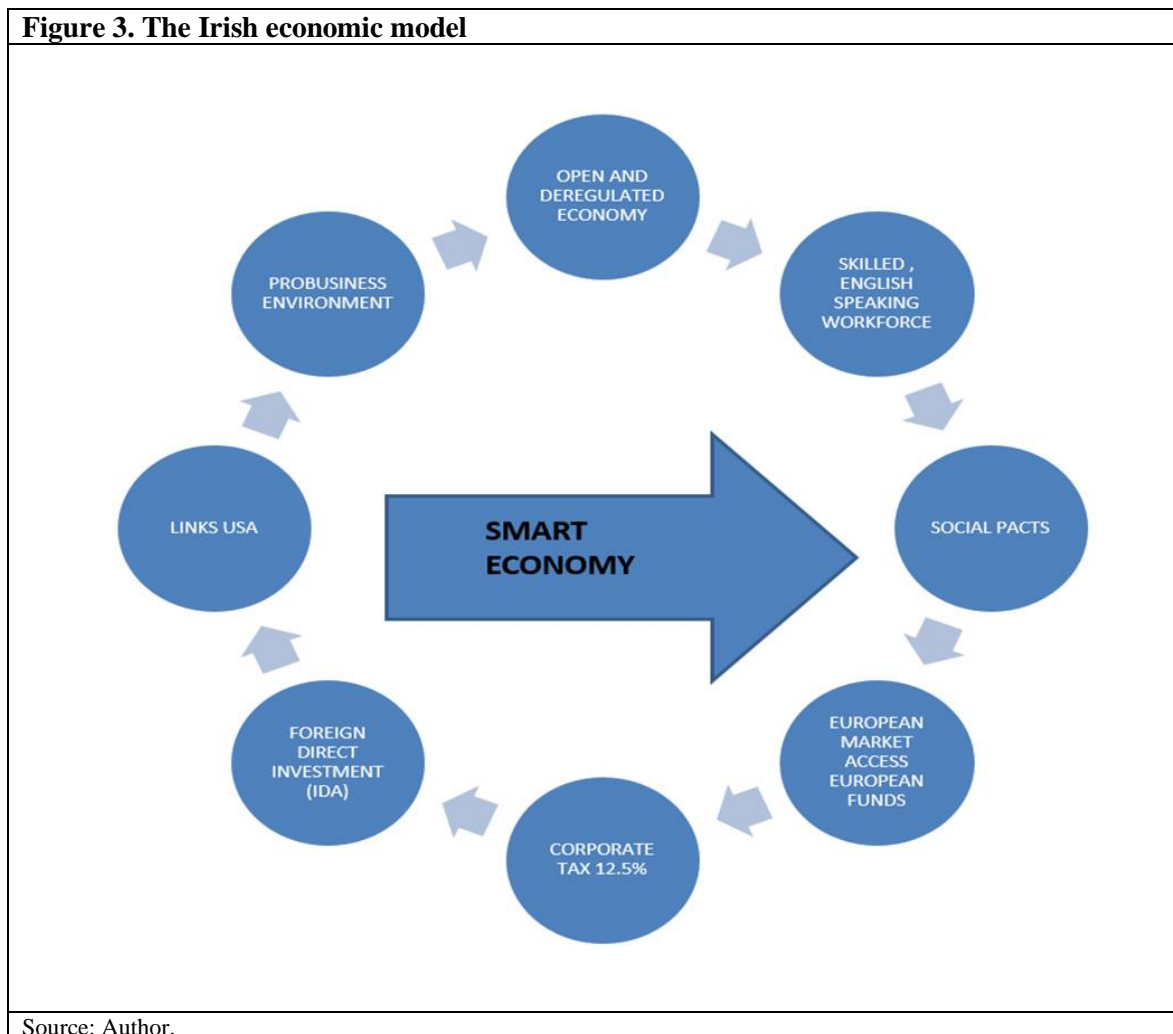 Figure 3. The Irish economic model
OPEN AND
DEREGULATED
ECONOMY
SKILLED ,
ENGLISH
SPEAKING
WORKFORCE
SOCIAL PACTS
EUROPEAN
MARKET
ACCESS
EUROPEAN
FUNDS
CORPORATE
TAX 12.5%
FOREIGN
DIRECT
INVESTMENT
(IDA)
LINKS USA
PROBUSINESS
ENVIRONMENT
SMART
ECONOMY
Source: Author.